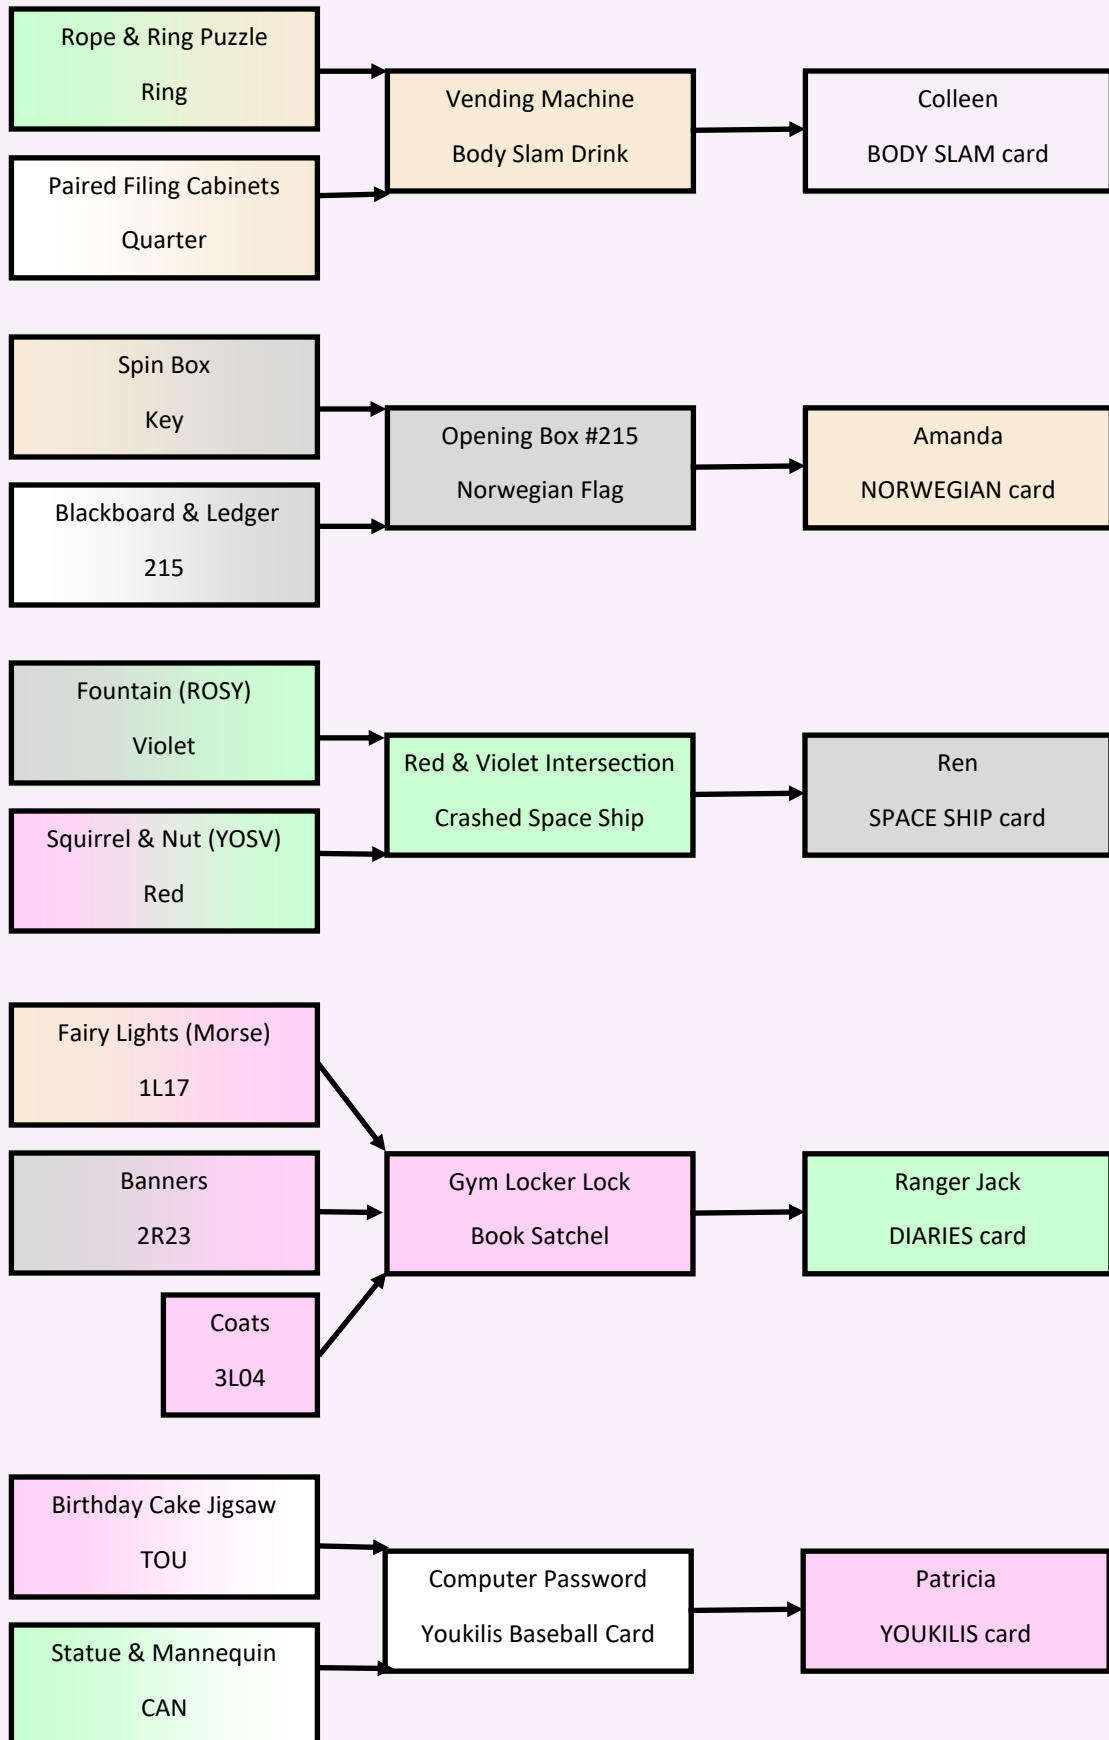 Rope & Ring Puzzle
Ring
Paired Filing Cabinets
Quarter
Vending Machine
Body Slam Drink
Colleen
BODY SLAM card
Spin Box
Key
Blackboard & Ledger
215
Opening Box #215
Norwegian Flag
Amanda
NORWEGIAN card
Fountain (ROSY)
Violet
Squirrel & Nut (YOSV)
Red
Red & Violet Intersection
Crashed Space Ship
Ren
SPACE SHIP card
Fairy Lights (Morse)
1L17
Banners
2R23
Coats
3L04
Gym Locker Lock
Book Satchel
Ranger Jack
DIARIES card
Birthday Cake Jigsaw
TOU
Statue & Mannequin
CAN
Computer Password
Youkilis Baseball Card
Patricia
YOUKILIS card